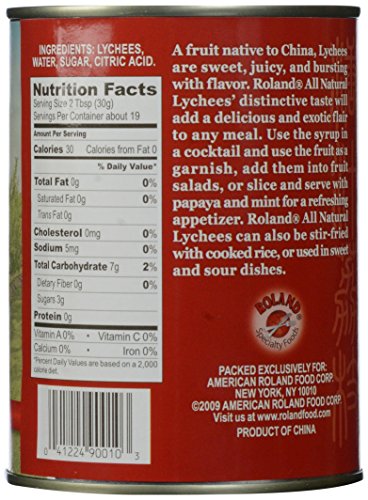 INGREDIENTS: LYCHEES,
WATER, SUGAR, CITRIC ACID.
Nutrition Facts
Serving Size 2 Tbsp (30g)
Servings Per Container about 19
Amount Per Serving
Calories 30 Calories from Fat 0
% Daily Value*
Total Fat 0g 0%
Saturated Fat 0g 0%
Trans Fat 0g
Cholesterol 0mg 0%
Sodium 5mg 0%
Total Carbohydrate 7g 2%
Dietary Fiber 0g 0%
Sugars 3g
Protein 0g
Vitamin A 0% • Vitamin C 0%
Calcium 0% • Iron 0%
*Percent Daily Values are based on a 2,000
calorie diet.
0 41224 90010 3
A fruit native to China, Lychees
are sweet, juicy, and bursting
with flavor. Roland® All Natural
Lychees' distinctive taste will
add a delicious and exotic flair
to any meal. Use the syrup in
a cocktail and use the fruit as a
garnish, add them into fruit
salads, or slice and serve with
papaya and mint for a refreshing
appetizer. Roland® All Natural
Lychees can also be stir-fried
with cooked rice, or used in sweet
and sour dishes.
ROLAND
Specialty Foods
PACKED EXCLUSIVELY FOR:
AMERICAN ROLAND FOOD CORP.
NEW YORK, NY 10010
©2009 AMERICAN ROLAND FOOD CORP.
Visit us at www.rolandfood.com
PRODUCT OF CHINA